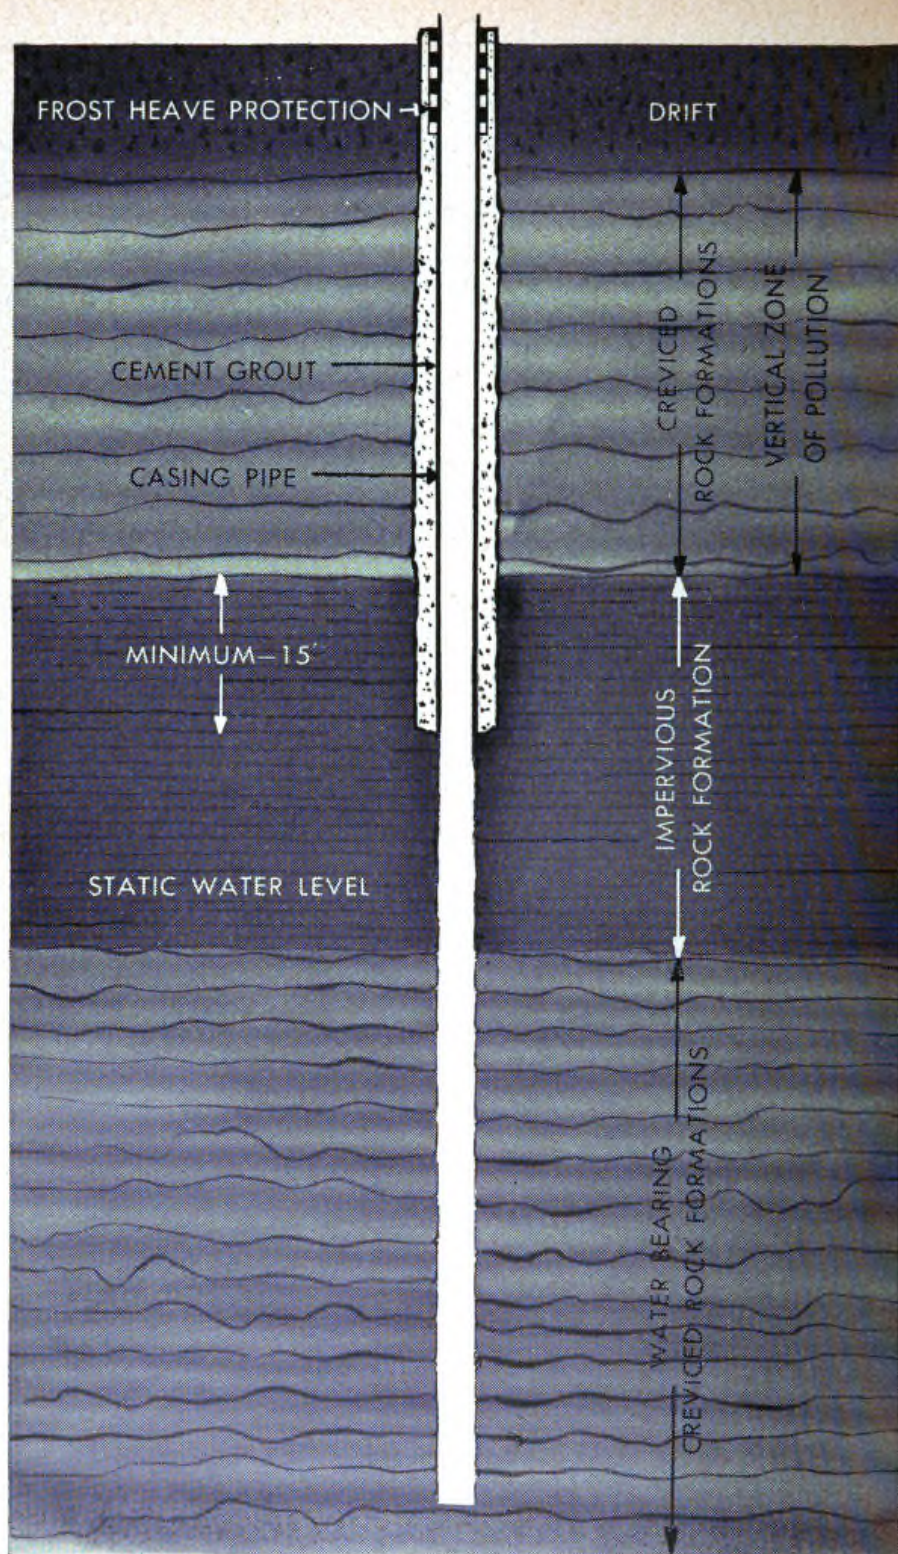 FROST HEAVE PROTECTION
DRIFT
CREVICED
ROCK FORMATIONS
VERTICAL ZONE
OF POLLUTION
CEMENT GROUT
CASING PIPE
MINIMUM—15'
IMPERVIOUS
ROCK FORMATION
STATIC WATER LEVEL
WATER BEARING
CREVICED ROCK FORMATIONS